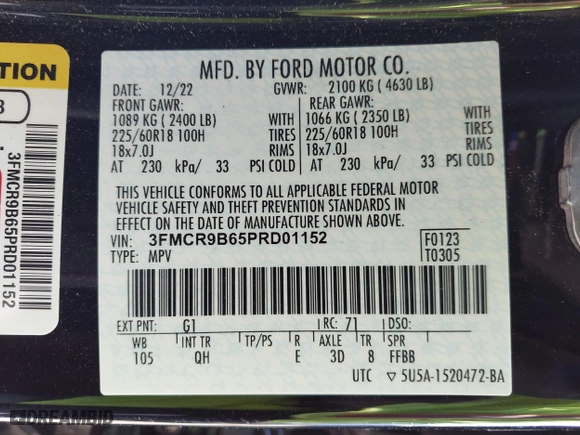 TION
3
3FMCR9B65PRD01152
MFD. BY FORD MOTOR CO.
DATE: 12/22 GVWR: 2100 KG ( 4630 LB)
FRONT GAWR: REAR GAWR:
1089 KG ( 2400 LB) WITH 1066 KG ( 2350 LB) WITH
225/60R18 100H TIRES 225/60R18 100H TIRES
18x7.0J RIMS 18x7.0J RIMS
AT 230 kPa/ 33 PSI COLD AT 230 kPa/ 33 PSI COLD
THIS VEHICLE CONFORMS TO ALL APPLICABLE FEDERAL MOTOR
VEHICLE SAFETY AND THEFT PREVENTION STANDARDS IN
EFFECT ON THE DATE OF MANUFACTURE SHOWN ABOVE.
VIN: 3FMCR9B65PRD01152 F0123
TYPE: MPV T0305
EXT PNT: G1 RC: 71 DSO:
WB INT TR TP/PS R AXLE TR SPR
105 QH E 3D 8 FFBB
UTC ▽ 5U5A-1520472-BA
DREAMBID